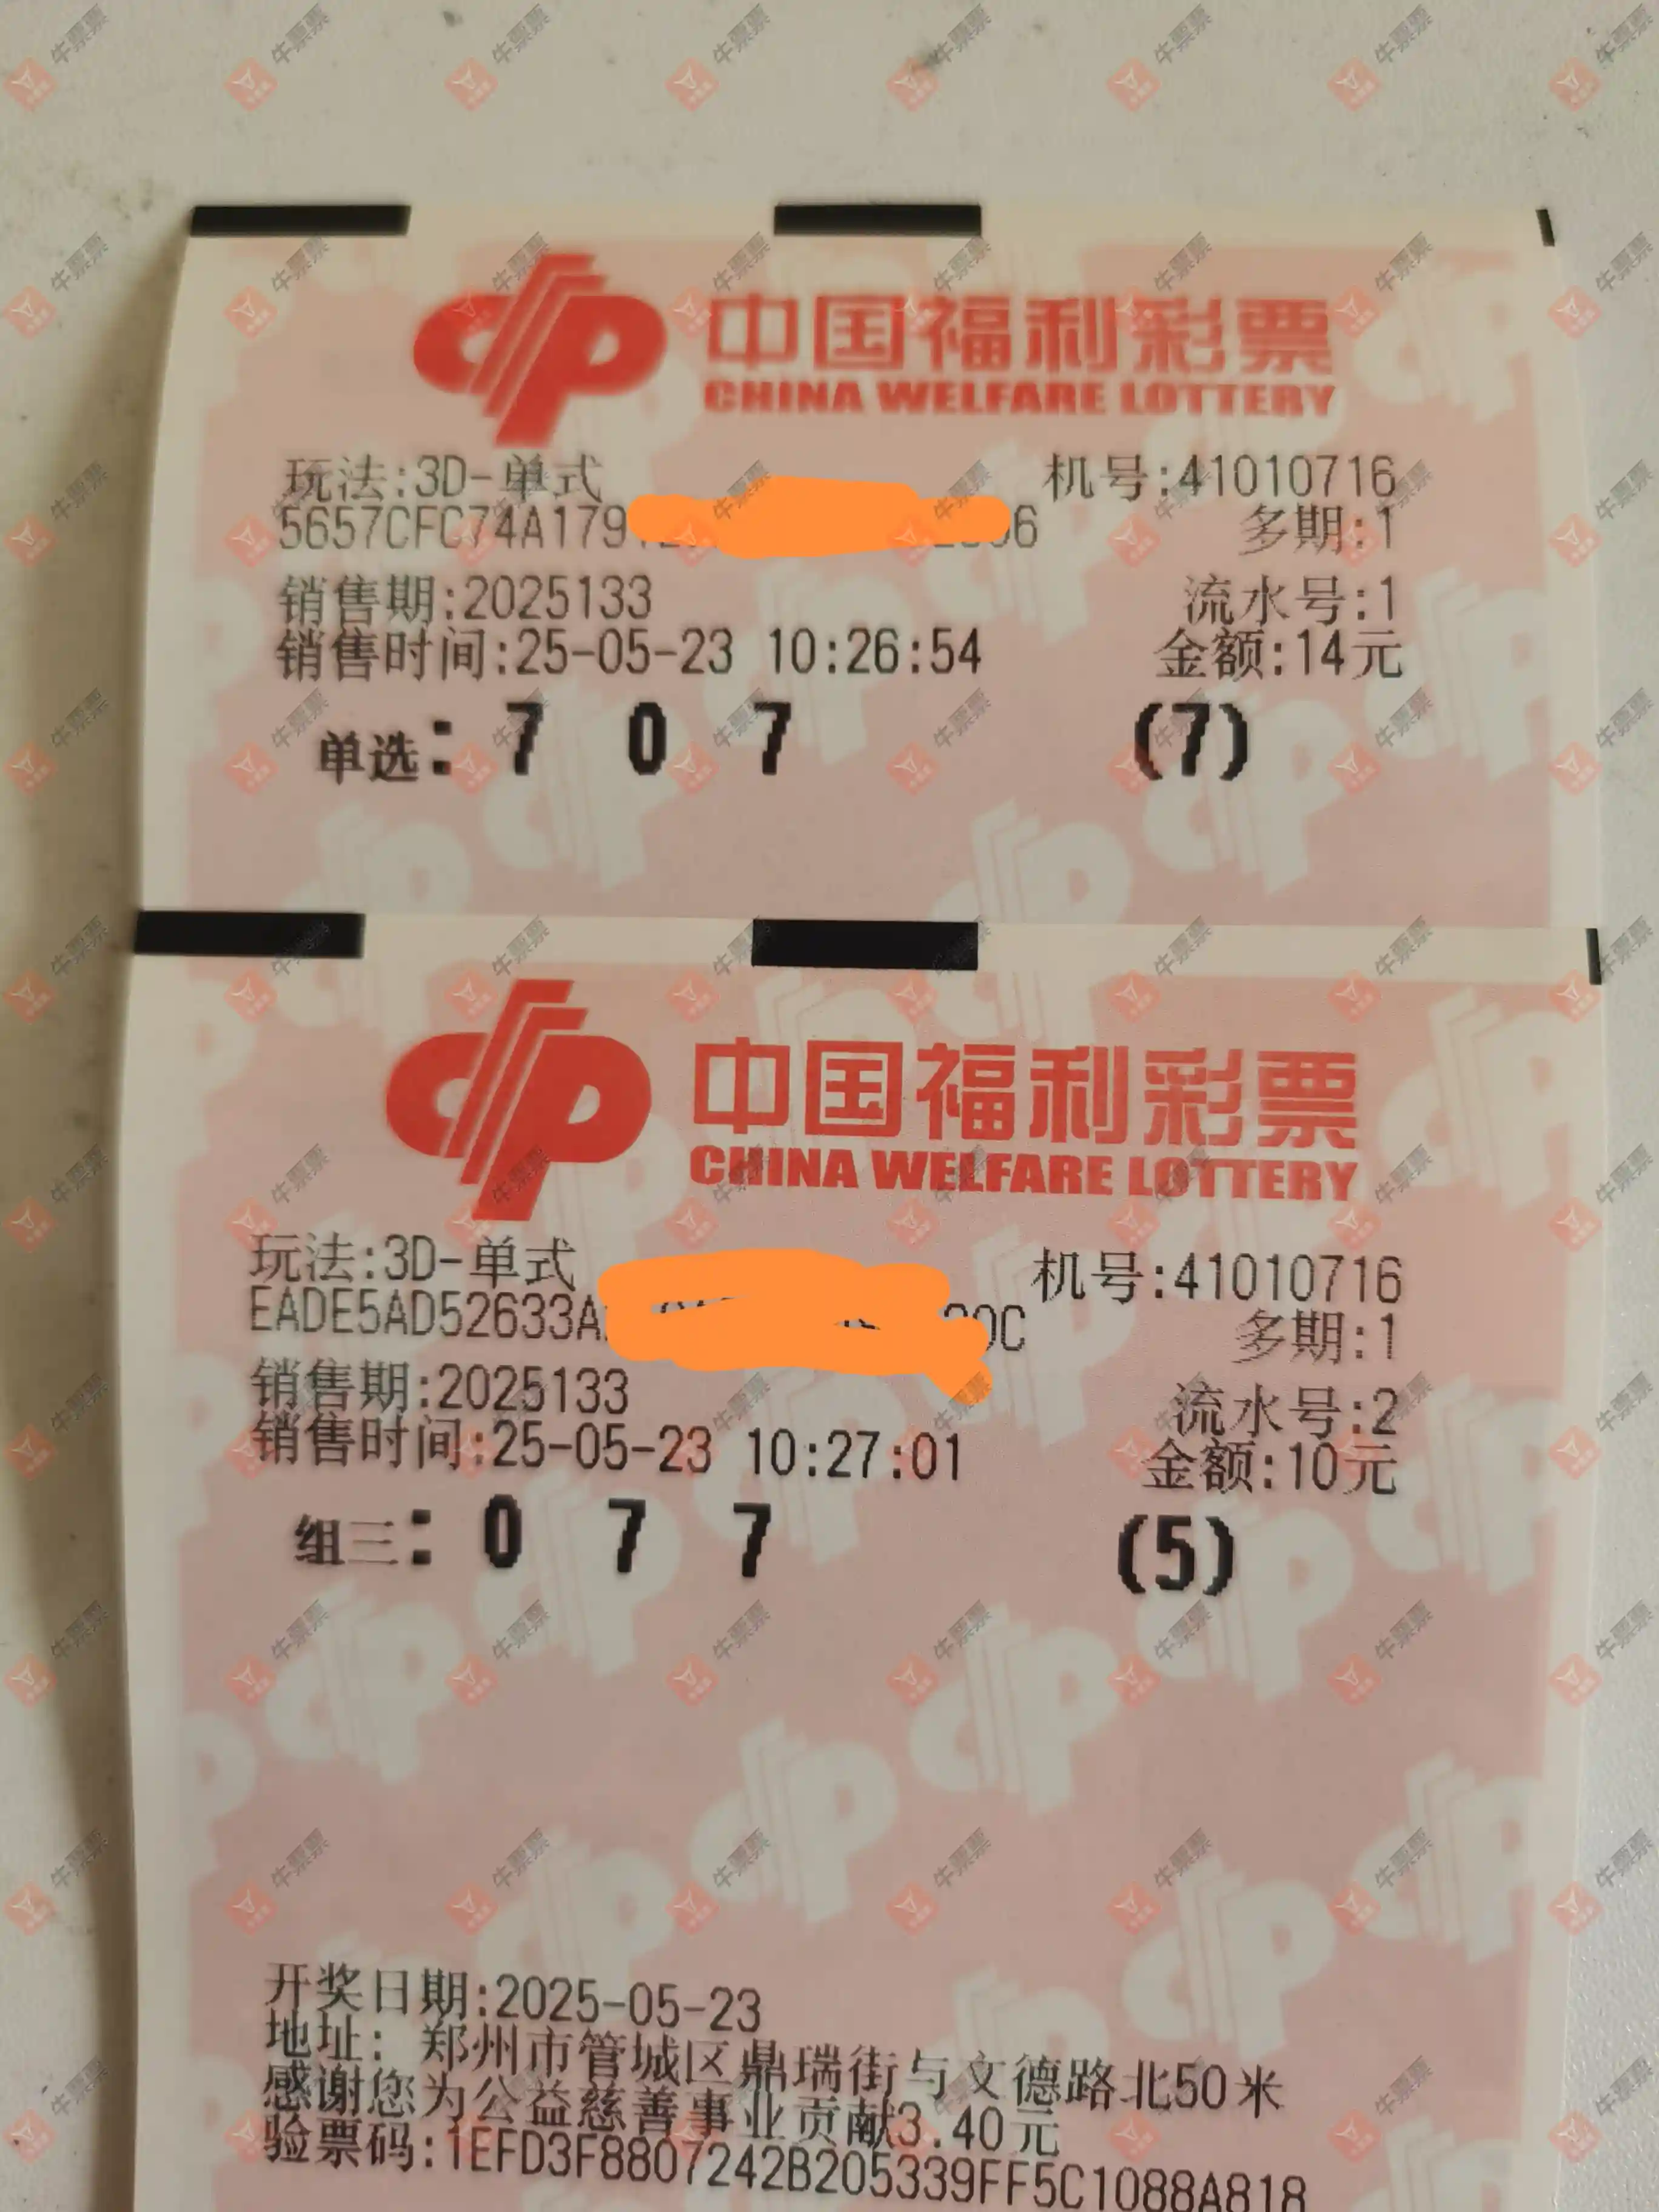 中国福利彩票
CHINA WELFARE LOTTERY
玩法:3D-单式 机号:41010716
5657CFC74A179 6 多期:1
销售期:2025133 流水号:1
销售时间:25-05-23 10:26:54 金额:14元
单选: 7 0 7 (7)
中国福利彩票
CHINA WELFARE LOTTERY
玩法:3D-单式 机号:41010716
EADE5AD52633A 0C 多期:1
销售期:2025133 流水号:2
销售时间:25-05-23 10:27:01 金额:10元
组三: 0 7 7 (5)
开奖日期:2025-05-23
地址: 郑州市管城区鼎瑞街与文德路北50米
感谢您为公益慈善事业贡献3.40元
验票码:1EFD3F8807242B205339FF5C1088A818
牛票票